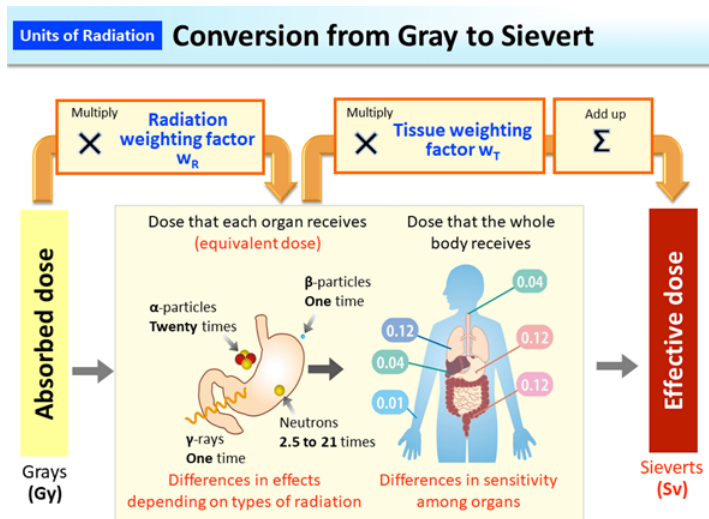 Units of Radiation
Conversion from Gray to Sievert
Multiply
× Radiation
weighting factor
wR
Multiply
× Tissue weighting
factor wT
Add up
Σ
Absorbed dose
Grays
(Gy)
Dose that each organ receives
(equivalent dose)
α-particles
Twenty times
β-particles
One time
γ-rays
One time
Neutrons
2.5 to 21 times
Differences in effects
depending on types of radiation
Dose that the whole
body receives
0.04
0.12
0.12
0.04
0.12
0.01
Differences in sensitivity
among organs
Effective dose
Sieverts
(Sv)